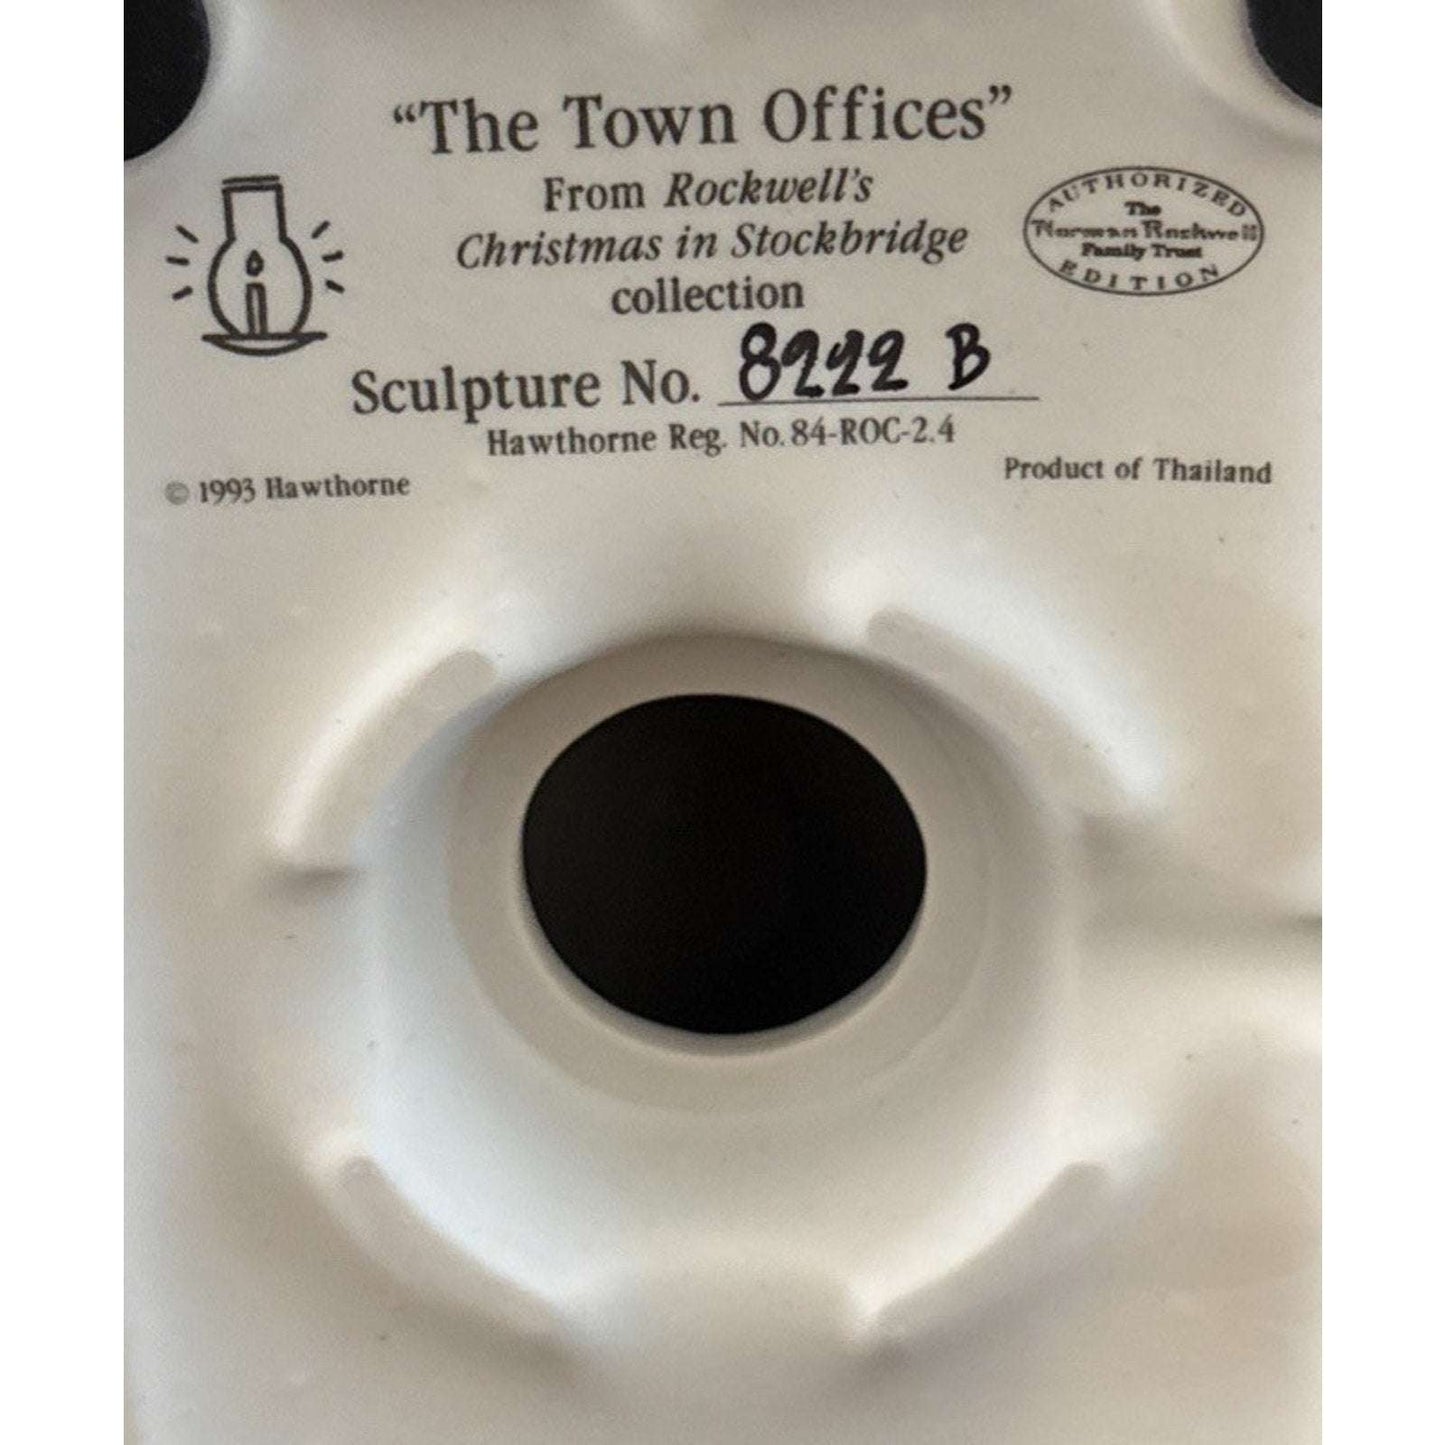 “The Town Offices”
From Rockwell's
Christmas in Stockbridge
collection
AUTHORIZED
The
Norman Rockwell
Family Trust
EDITION
Sculpture No. 8222 B
Hawthorne Reg. No. 84-ROC-2.4
© 1993 Hawthorne
Product of Thailand